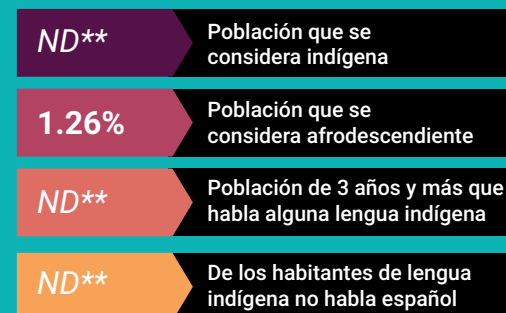 ND**
Población que se
considera indígena
1.26%
Población que se
considera afrodescendiente
ND**
Población de 3 años y más que
habla alguna lengua indígena
ND**
De los habitantes de lengua
indígena no habla español